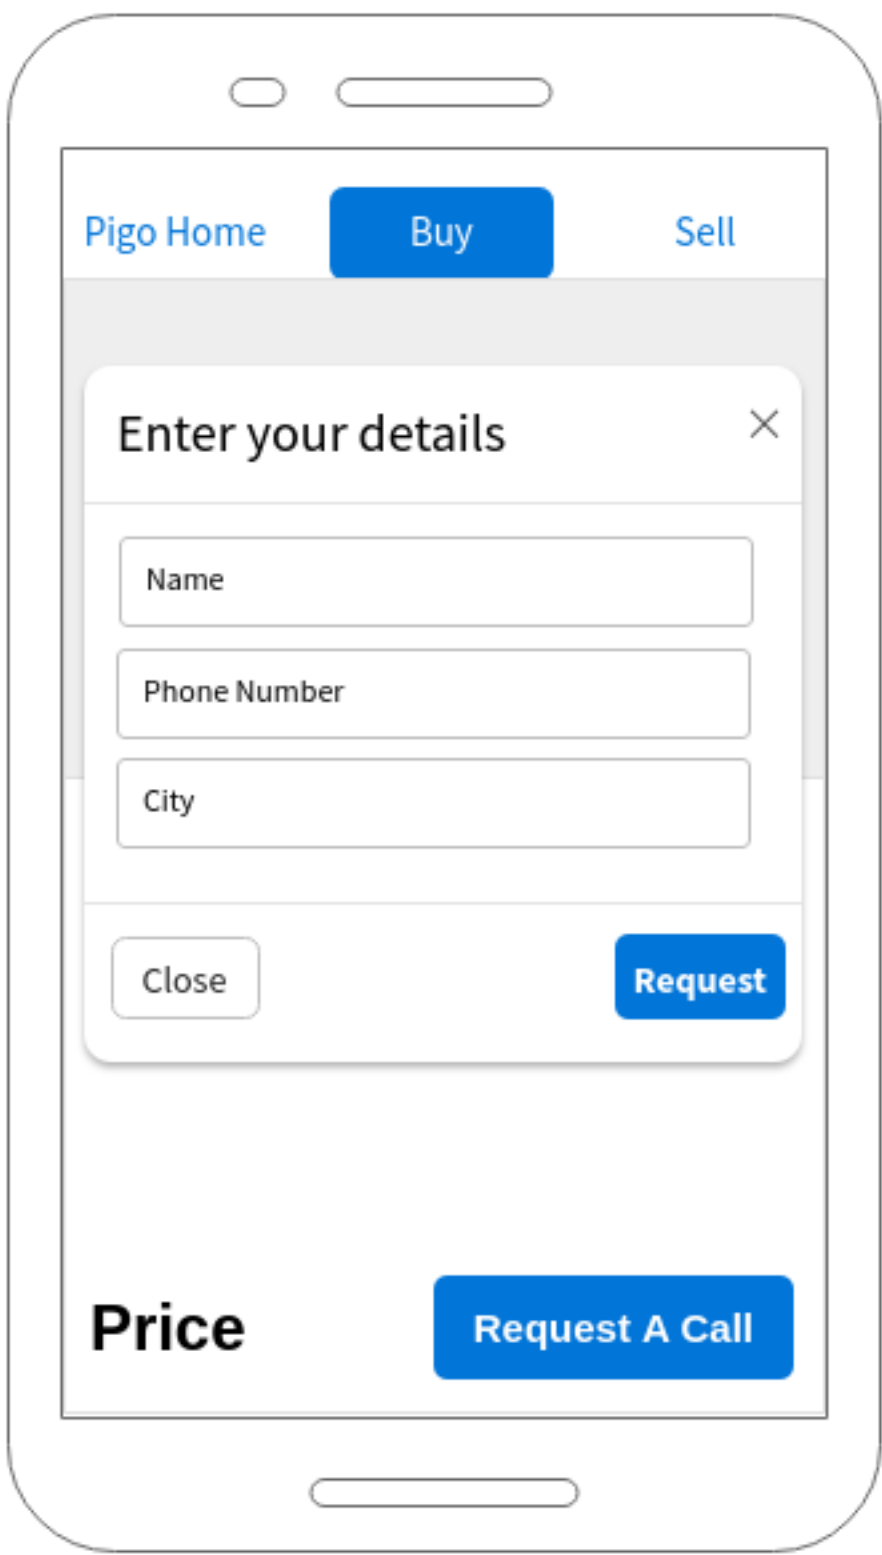 Pigo Home Buy Sell
Enter your details
Name
Phone Number
City
Close Request
Price Request A Call